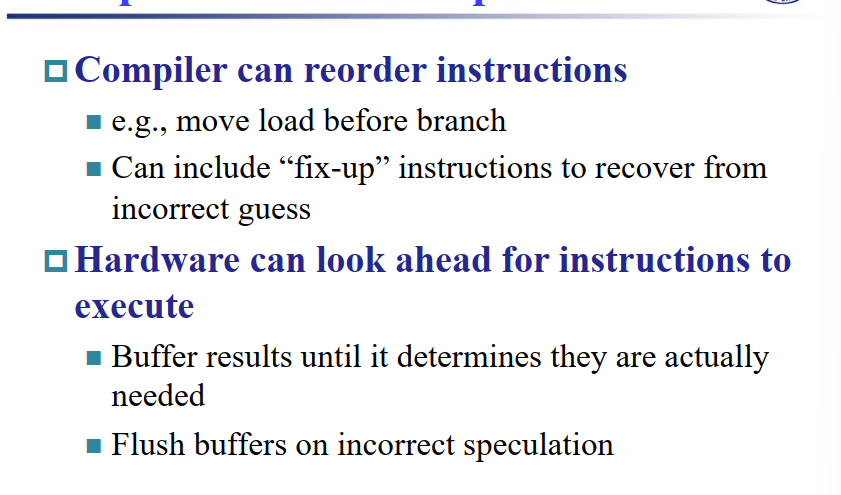 Compiler can reorder instructions
e.g., move load before branch
Can include “fix-up” instructions to recover from
incorrect guess
Hardware can look ahead for instructions to
execute
Buffer results until it determines they are actually
needed
Flush buffers on incorrect speculation